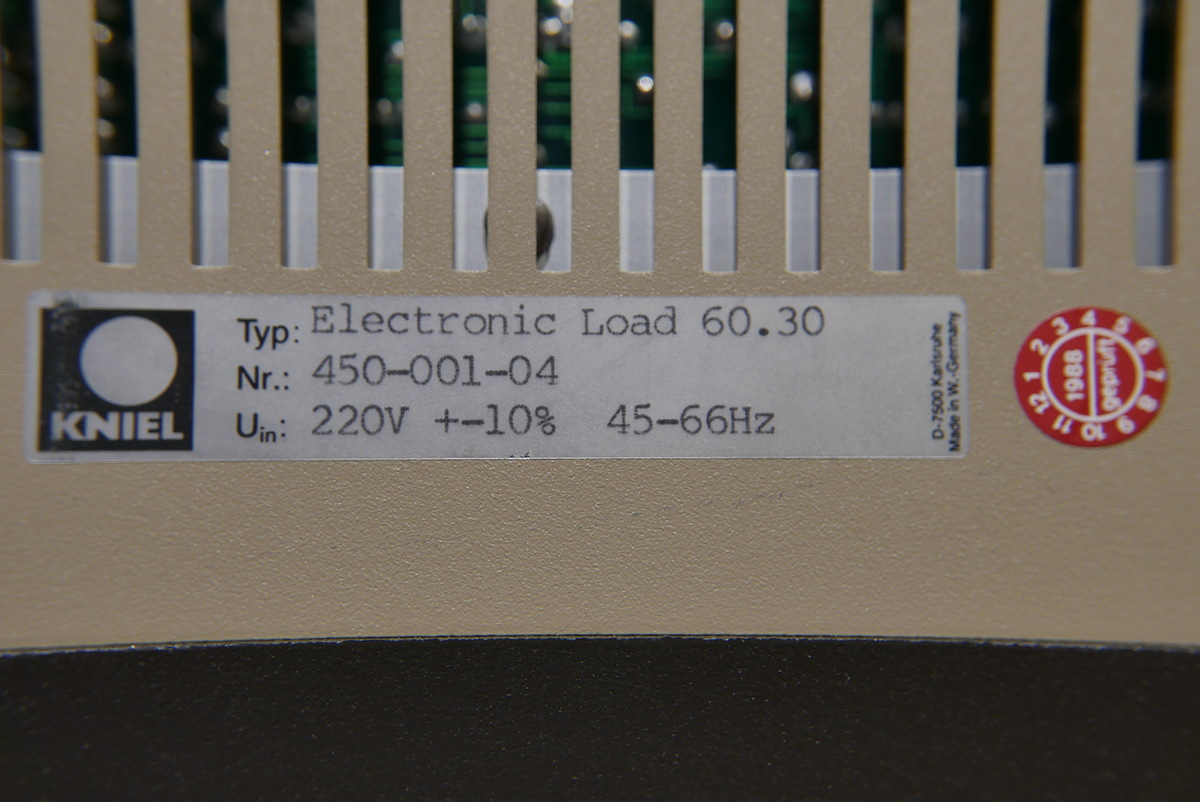 KNIEL
Typ: Electronic Load 60.30
Nr.: 450-001-04
Uin: 220V +-10% 45-66Hz
D-7500 Karlsruhe
Made in W.-Germany
1 2 3 4 5 6 7 8 9 10 11 12
1988
geprüft